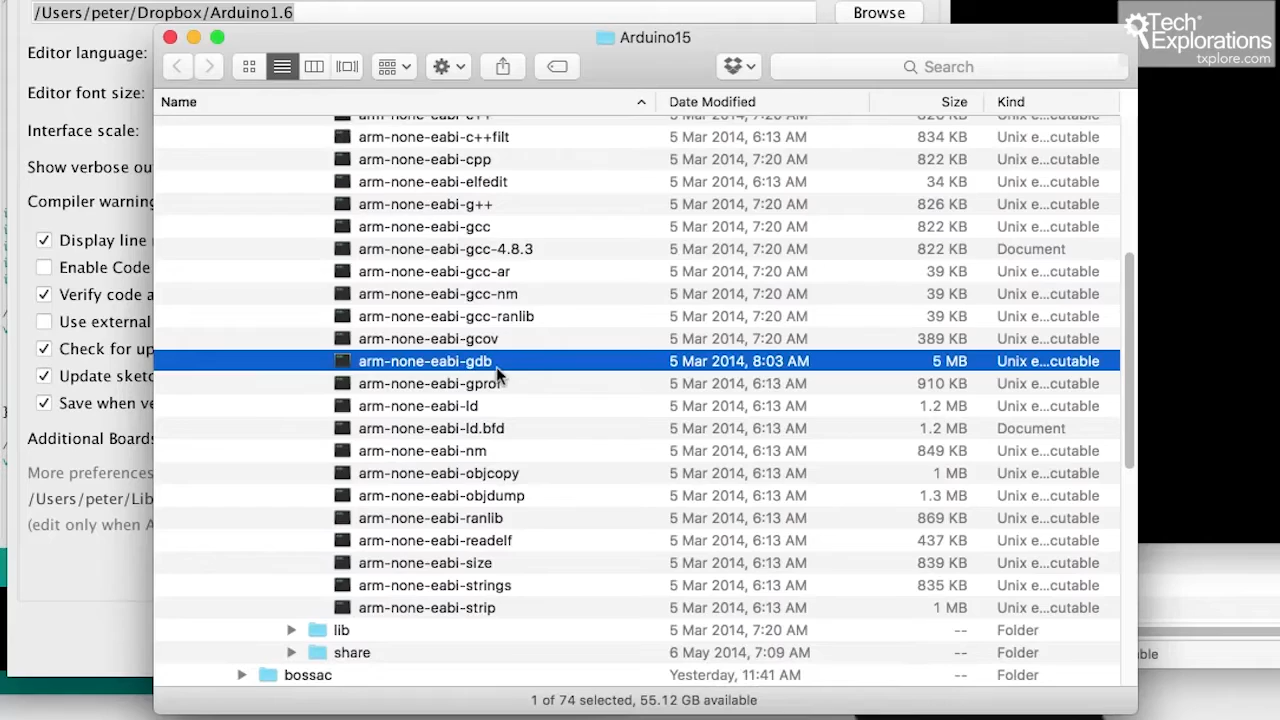 /Users/peter/Dropbox/Arduino1.6
Browse
Tech
Explorations
txplore.com
Editor language:
Editor font size:
Interface scale:
Show verbose ou
Compiler warning
Display line
Enable Code
Verify code a
Use external
Check for up
Update sketc
Save when ve
Additional Boards
More preferences
/Users/peter/Lib
(edit only when A
Arduino15
Search
Name Date Modified Size Kind
arm-none-eabi-c++ 5 Mar 2014, 7:20 AM 826 KB Unix e...cutable
arm-none-eabi-c++filt 5 Mar 2014, 6:13 AM 834 KB Unix e...cutable
arm-none-eabi-cpp 5 Mar 2014, 7:20 AM 822 KB Unix e...cutable
arm-none-eabi-elfedit 5 Mar 2014, 6:13 AM 34 KB Unix e...cutable
arm-none-eabi-g++ 5 Mar 2014, 7:20 AM 826 KB Unix e...cutable
arm-none-eabi-gcc 5 Mar 2014, 7:20 AM 822 KB Unix e...cutable
arm-none-eabi-gcc-4.8.3 5 Mar 2014, 7:20 AM 822 KB Document
arm-none-eabi-gcc-ar 5 Mar 2014, 7:20 AM 39 KB Unix e...cutable
arm-none-eabi-gcc-nm 5 Mar 2014, 7:20 AM 39 KB Unix e...cutable
arm-none-eabi-gcc-ranlib 5 Mar 2014, 7:20 AM 39 KB Unix e...cutable
arm-none-eabi-gcov 5 Mar 2014, 7:20 AM 389 KB Unix e...cutable
arm-none-eabi-gdb 5 Mar 2014, 8:03 AM 5 MB Unix e...cutable
arm-none-eabi-gprof 5 Mar 2014, 6:13 AM 910 KB Unix e...cutable
arm-none-eabi-ld 5 Mar 2014, 6:13 AM 1.2 MB Unix e...cutable
arm-none-eabi-ld.bfd 5 Mar 2014, 6:13 AM 1.2 MB Document
arm-none-eabi-nm 5 Mar 2014, 6:13 AM 849 KB Unix e...cutable
arm-none-eabi-objcopy 5 Mar 2014, 6:13 AM 1 MB Unix e...cutable
arm-none-eabi-objdump 5 Mar 2014, 6:13 AM 1.3 MB Unix e...cutable
arm-none-eabi-ranlib 5 Mar 2014, 6:13 AM 869 KB Unix e...cutable
arm-none-eabi-readelf 5 Mar 2014, 6:13 AM 437 KB Unix e...cutable
arm-none-eabi-size 5 Mar 2014, 6:13 AM 839 KB Unix e...cutable
arm-none-eabi-strings 5 Mar 2014, 6:13 AM 835 KB Unix e...cutable
arm-none-eabi-strip 5 Mar 2014, 6:13 AM 1 MB Unix e...cutable
lib 5 Mar 2014, 7:20 AM -- Folder
share 6 May 2014, 7:09 AM -- Folder
bossac Yesterday, 11:41 AM -- Folder
1 of 74 selected, 55.12 GB available
ble